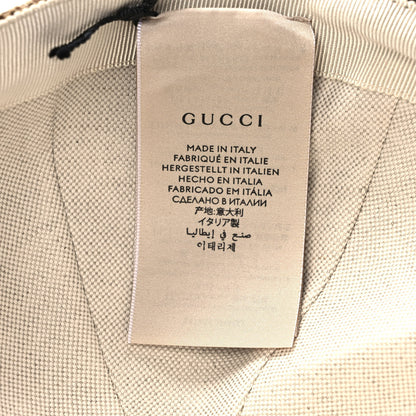 GUCCI
MADE IN ITALY
FABRIQUÉ EN ITALIE
HERGESTELLT IN ITALIEN
HECHO EN ITALIA
FABRICADO EM ITÁLIA
СДЕЛАНО В ИТАЛИИ
产地:意大利
イタリア製
صنع في إيطاليا
이태리제